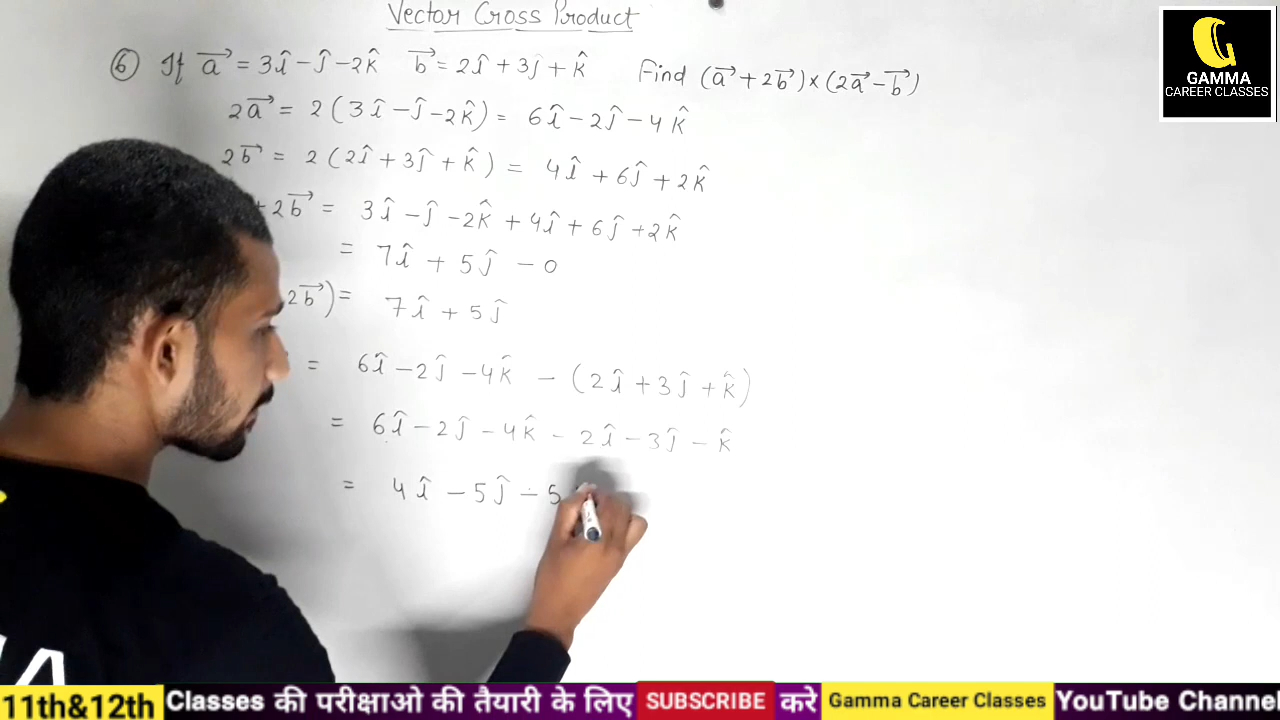 Vector Cross Product
6 If a⃗ = 3î - ĵ - 2k̂ b⃗ = 2î + 3ĵ + k̂ Find (a⃗ + 2b⃗) × (2a⃗ - b⃗)
2a⃗ = 2(3î - ĵ - 2k̂) = 6î - 2ĵ - 4k̂
2b⃗ = 2(2î + 3ĵ + k̂) = 4î + 6ĵ + 2k̂
+ 2b⃗ = 3î - ĵ - 2k̂ + 4î + 6ĵ + 2k̂
= 7î + 5ĵ - 0
2b⃗) = 7î + 5ĵ
= 6î - 2ĵ - 4k̂ - (2î + 3ĵ + k̂)
= 6î - 2ĵ - 4k̂ - 2î - 3ĵ - k̂
= 4î - 5ĵ - 5
GAMMA
CAREER CLASSES
A
11th&12th Classes की परीक्षाओ की तैयारी के लिए SUBSCRIBE करे Gamma Career Classes YouTube Channel